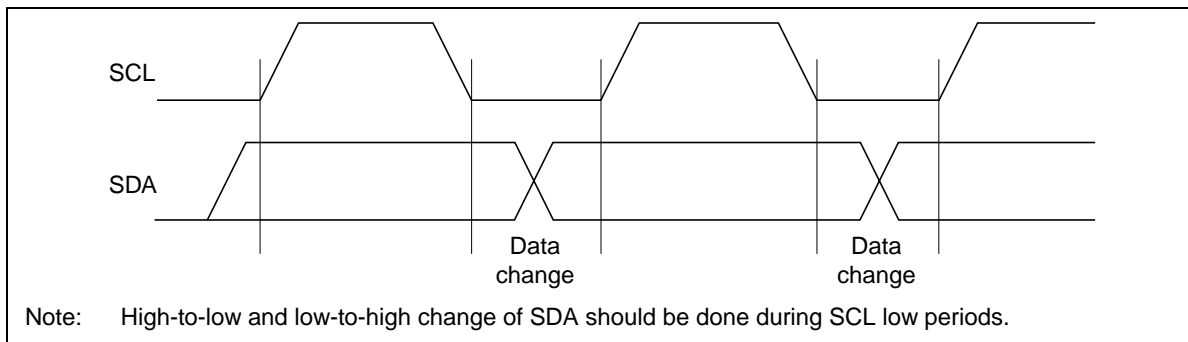 SCL
SDA
Data
change
Data
change
Note: High-to-low and low-to-high change of SDA should be done during SCL low periods.